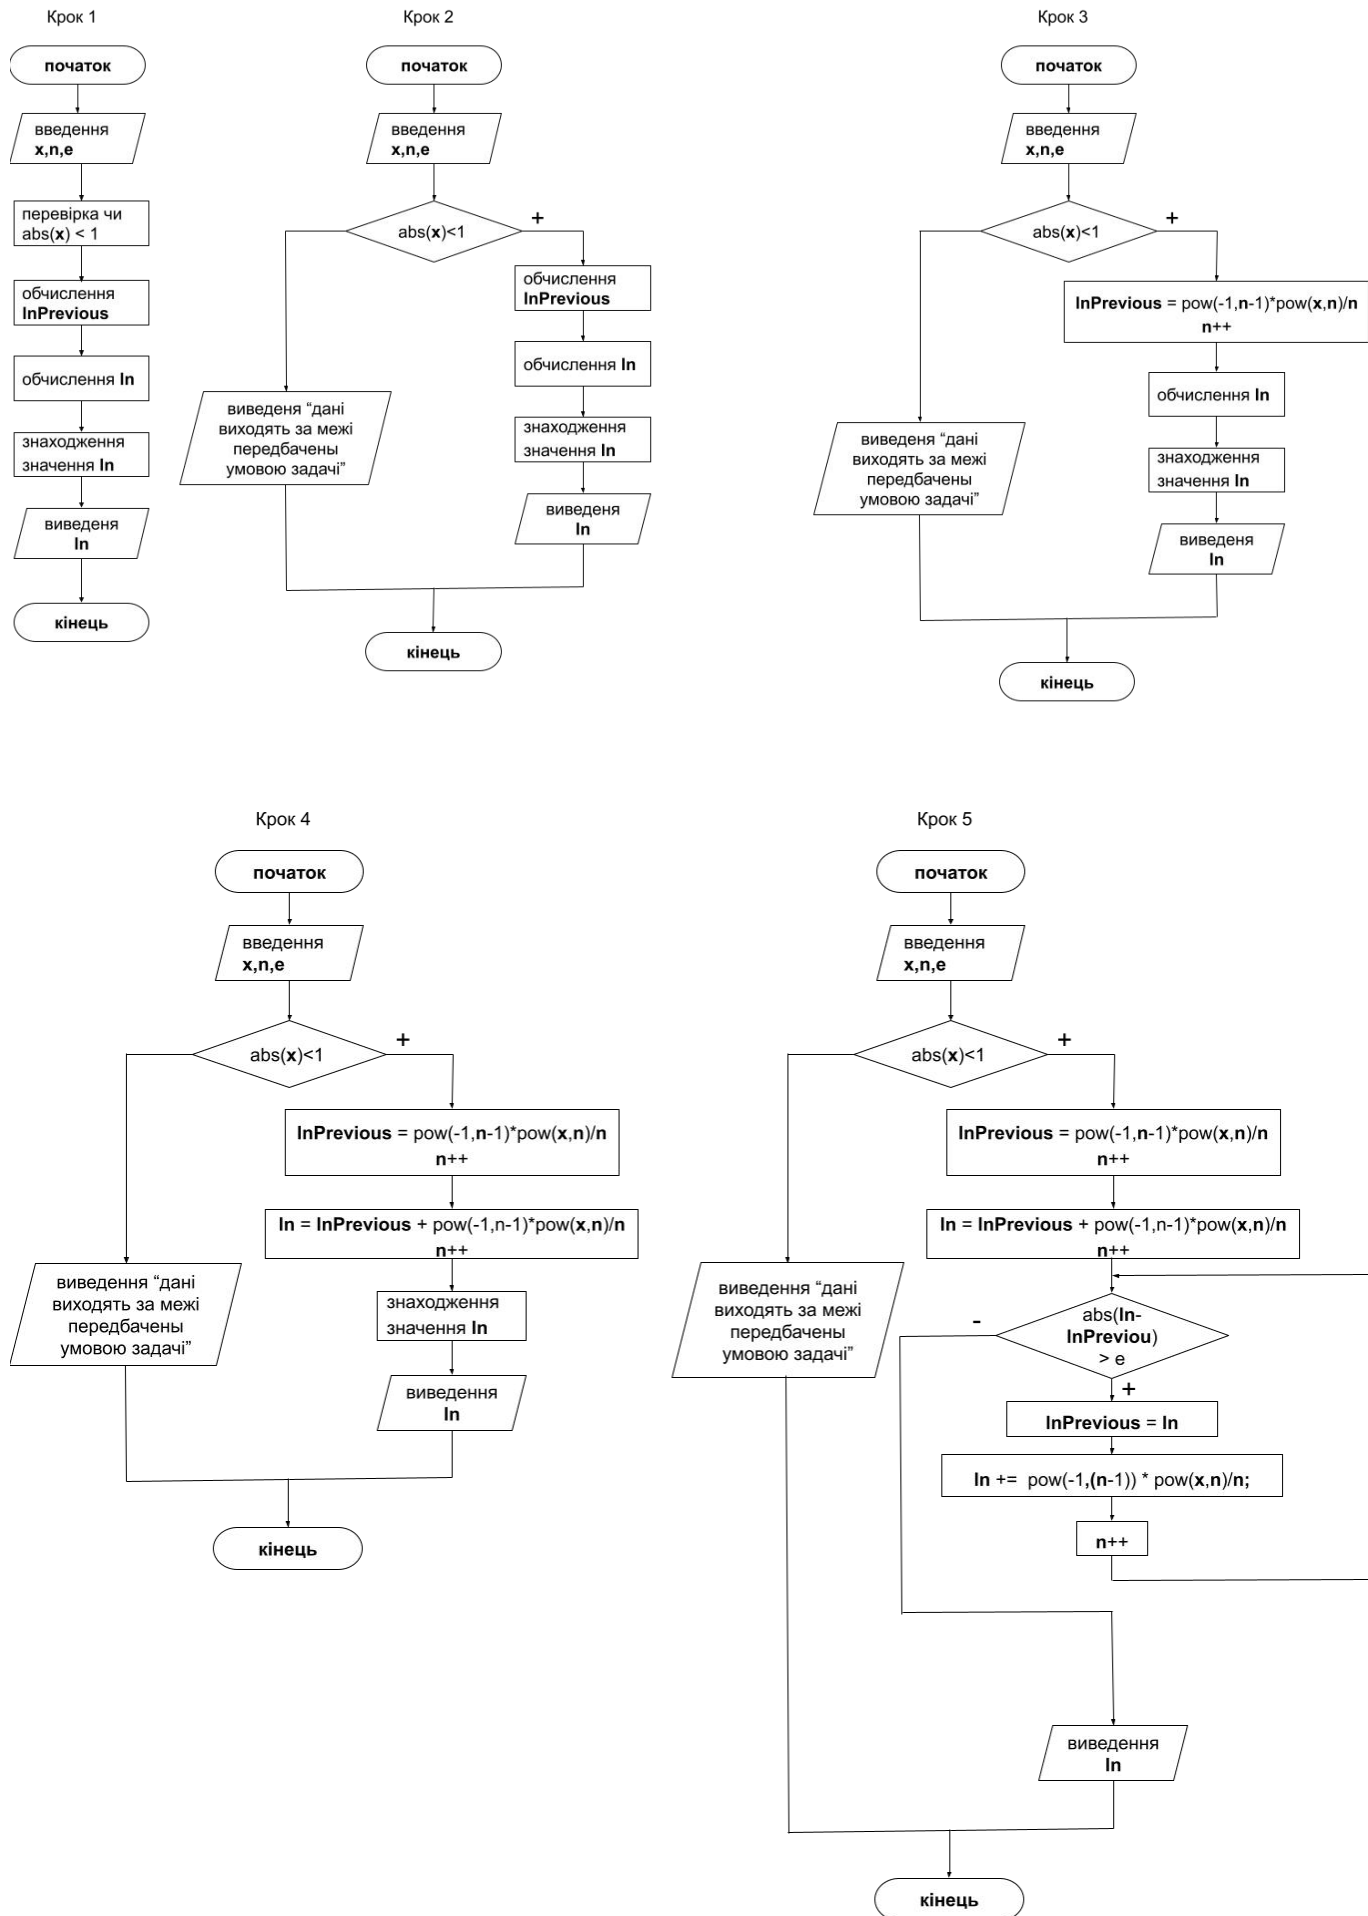 Крок 1
початок
введення
x,n,e
перевірка чи
abs(x) < 1
обчислення
lnPrevious
обчислення ln
знаходження
значення ln
виведеня
ln
кінець
Крок 2
початок
введення
x,n,e
abs(x)<1
+
виведеня “дані
виходять за межі
передбачены
умовою задачі”
обчислення
lnPrevious
обчислення ln
знаходження
значення ln
виведеня
ln
кінець
Крок 3
початок
введення
x,n,e
abs(x)<1
+
виведеня “дані
виходять за межі
передбачены
умовою задачі”
lnPrevious = pow(-1,n-1)*pow(x,n)/n
n++
обчислення ln
знаходження
значення ln
виведеня
ln
кінець
Крок 4
початок
введення
x,n,e
abs(x)<1
+
виведення “дані
виходять за межі
передбачены
умовою задачі”
lnPrevious = pow(-1,n-1)*pow(x,n)/n
n++
ln = lnPrevious + pow(-1,n-1)*pow(x,n)/n
n++
знаходження
значення ln
виведення
ln
кінець
Крок 5
початок
введення
x,n,e
abs(x)<1
+
виведення “дані
виходять за межі
передбачены
умовою задачі”
lnPrevious = pow(-1,n-1)*pow(x,n)/n
n++
ln = lnPrevious + pow(-1,n-1)*pow(x,n)/n
n++
abs(ln-
lnPreviou)
> e
-
+
lnPrevious = ln
ln += pow(-1,(n-1)) * pow(x,n)/n;
n++
виведення
ln
кінець